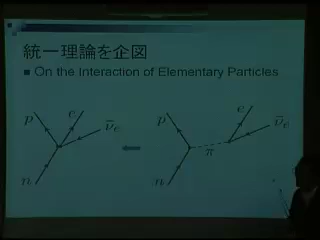 統一理論を企図
On the Interaction of Elementary Particles
p e ν̄e p e ν̄e
π
n n